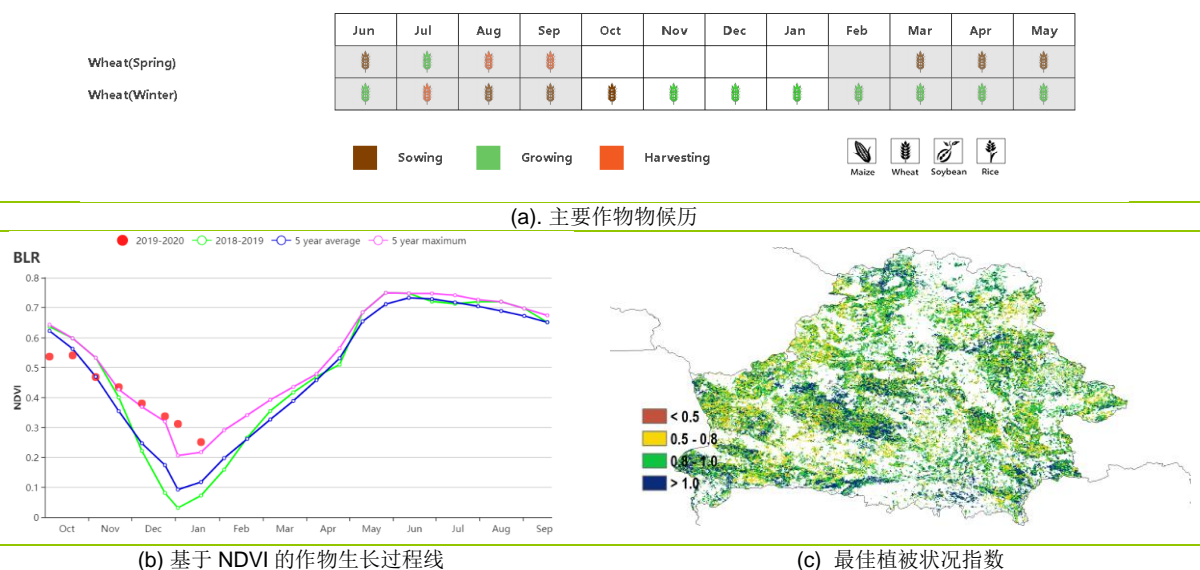 Jun Jul Aug Sep Oct Nov Dec Jan Feb Mar Apr May
Wheat(Spring)
Wheat(Winter)
Sowing Growing Harvesting
Maize Wheat Soybean Rice
(a). 主要作物物候历
2019-2020 2018-2019 5 year average 5 year maximum
BLR
0.8
0.7
0.6
0.5
0.4
0.3
0.2
0.1
0
NDVI
Oct Nov Dec Jan Feb Mar Apr May Jun Jul Aug Sep
< 0.5
0.5 - 0.8
0.8 - 1.0
> 1.0
(b) 基于 NDVI 的作物生长过程线
(c) 最佳植被状况指数